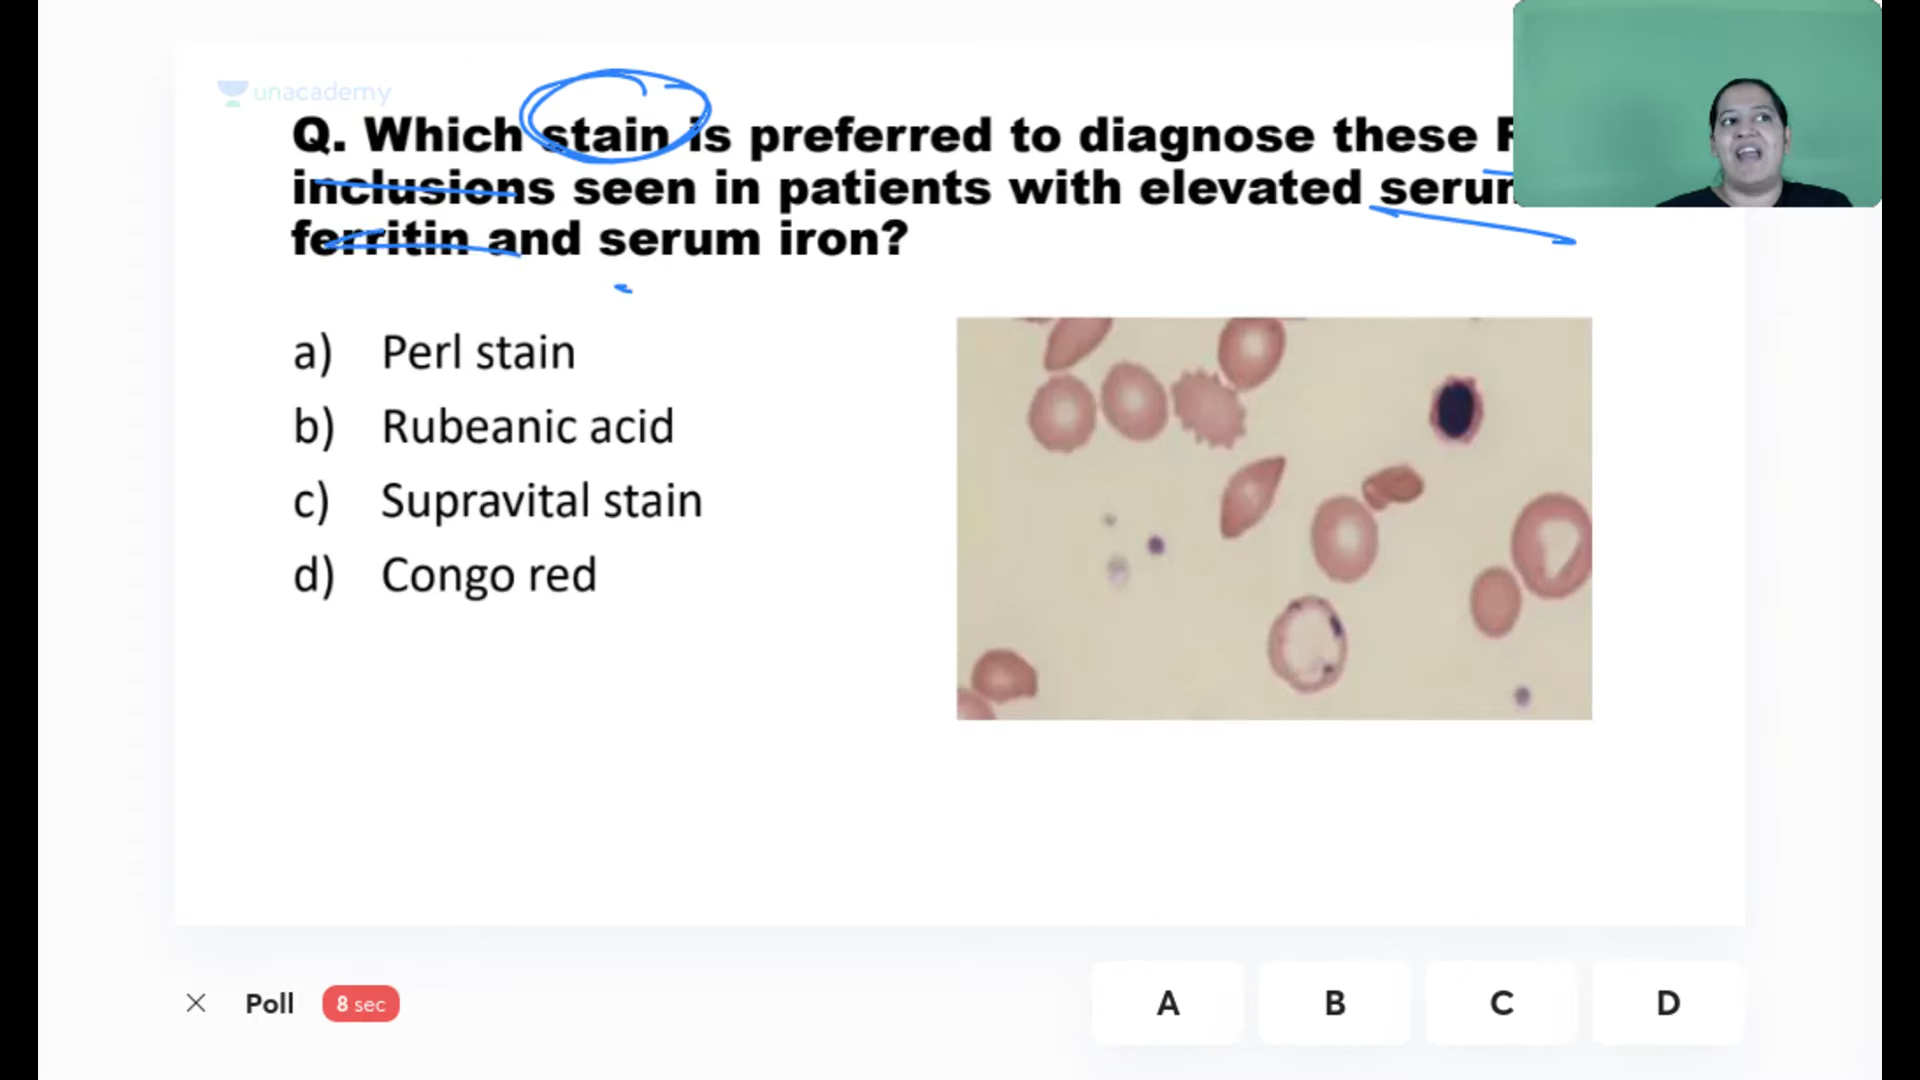 unacademy
Q. Which stain is preferred to diagnose these
inclusions seen in patients with elevated
ferritin and serum iron?
a) Perl stain
b) Rubeanic acid
c) Supravital stain
d) Congo red
Poll 8 sec A B C D